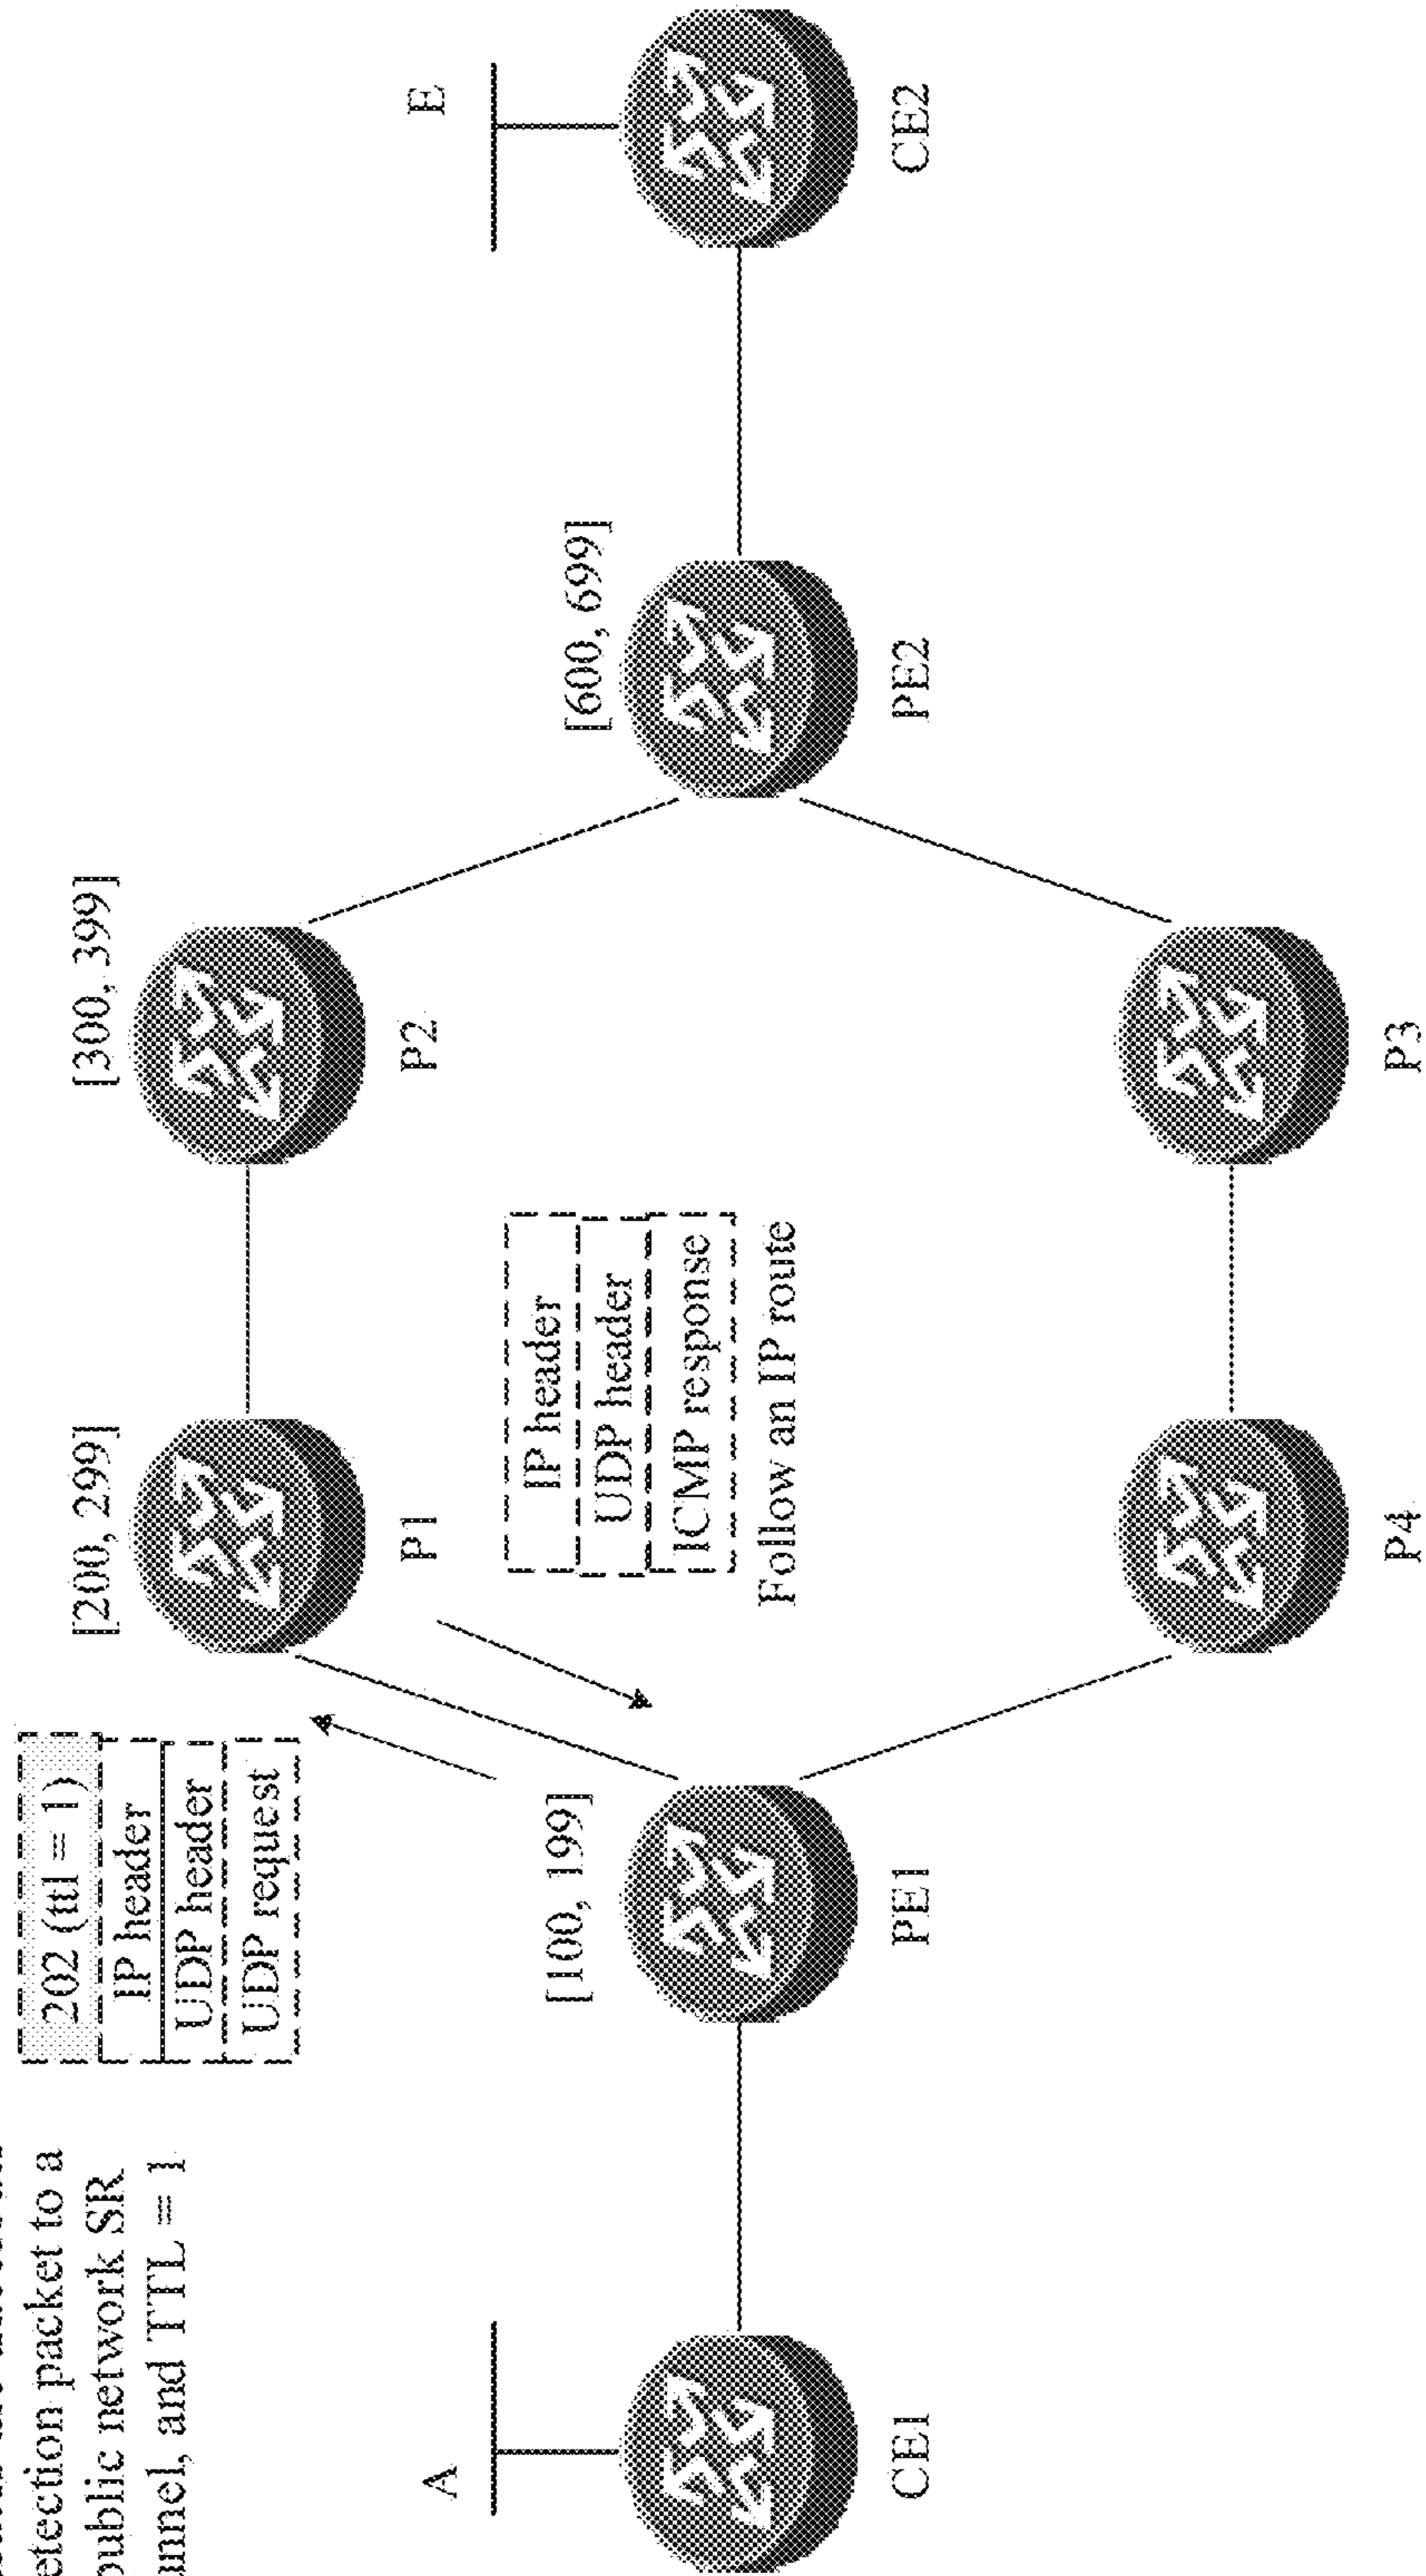 etection packet to a
public network SR
and TTL = 1
202 (ttl = 1)
IP header
UDP header
UDP request
[200, 299]
P1
[300, 399]
P2
IP header
UDP header
ICMP response
Follow an IP route
A
CE1
[100, 199]
PE1
[600, 699]
PE2
E
CE2
P4
P3